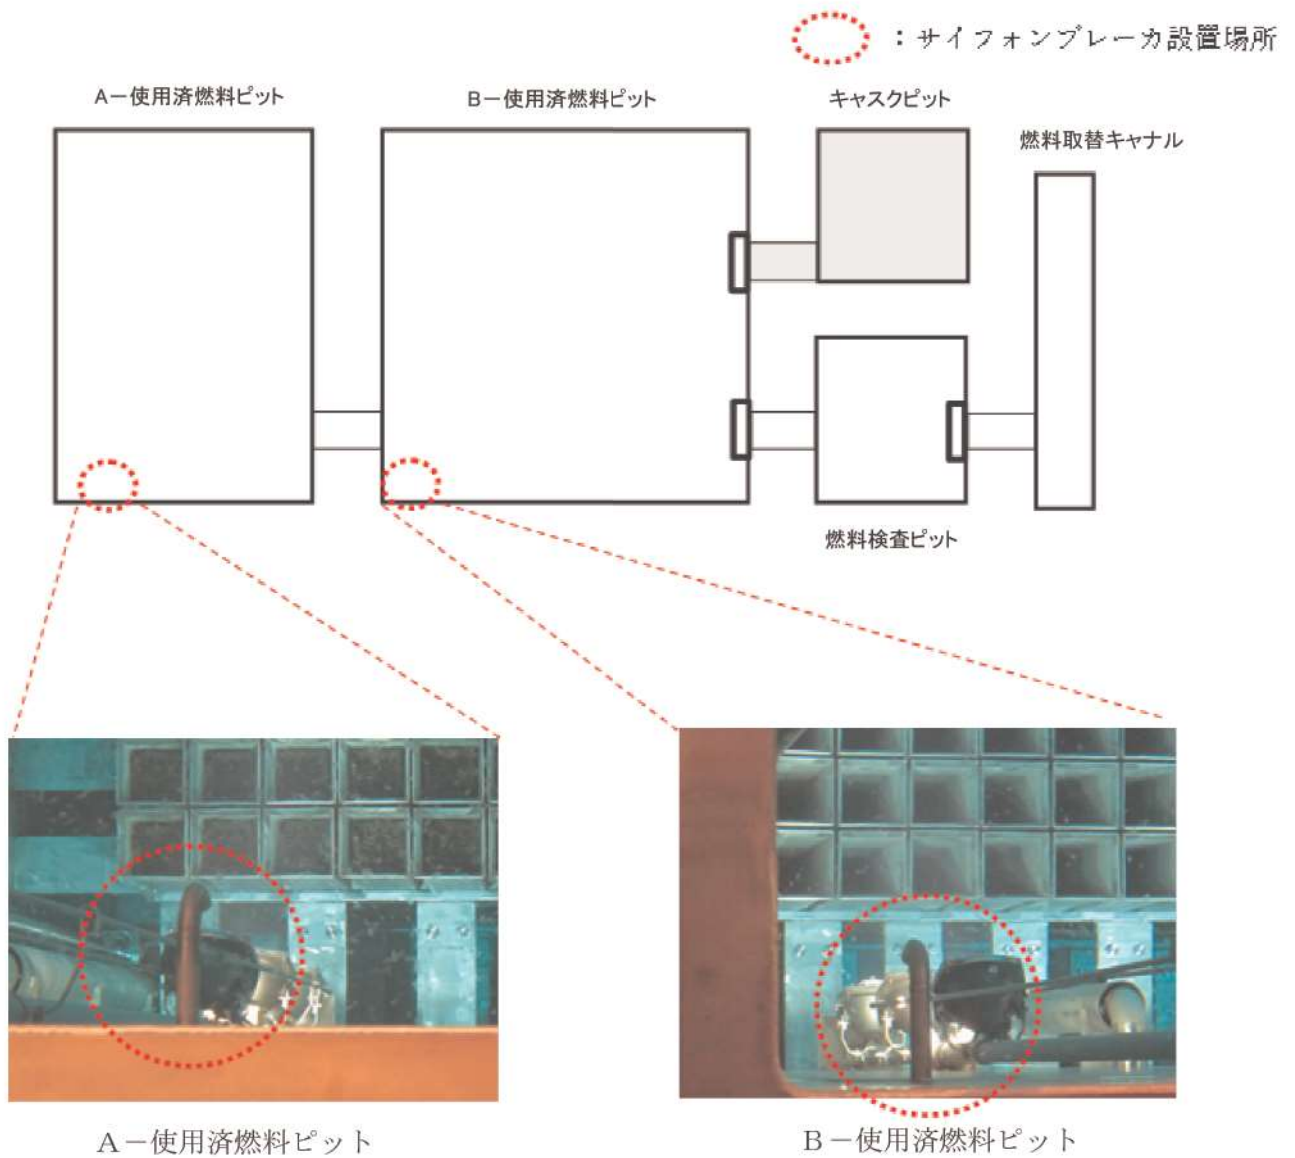 ：サイフォンブレーカ設置場所
A－使用済燃料ピット
B－使用済燃料ピット
キャスクピット
燃料取替キャナル
燃料検査ピット
A－使用済燃料ピット
B－使用済燃料ピット